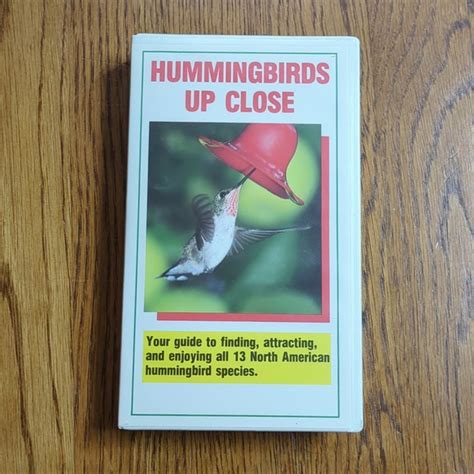 HUMMINGBIRDS
UP CLOSE
Your guide to finding, attracting,
and enjoying all 13 North American
hummingbird species.